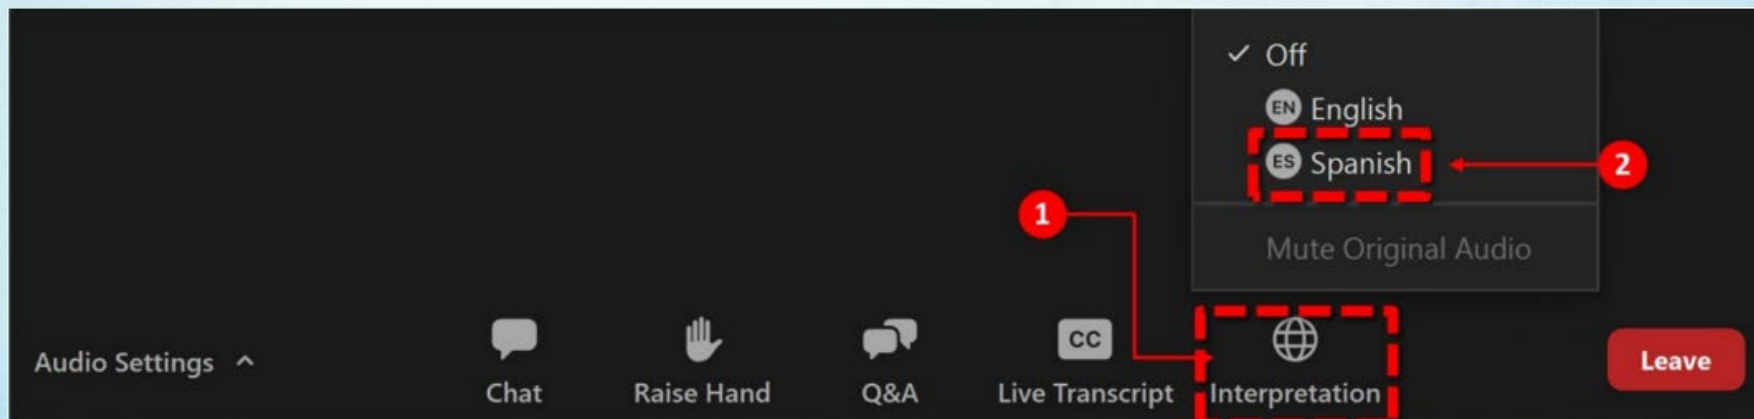 Off
EN English
ES Spanish
2
1
Mute Original Audio
Audio Settings
CC
Chat
Raise Hand
Q&A
Live Transcript
Interpretation
Leave